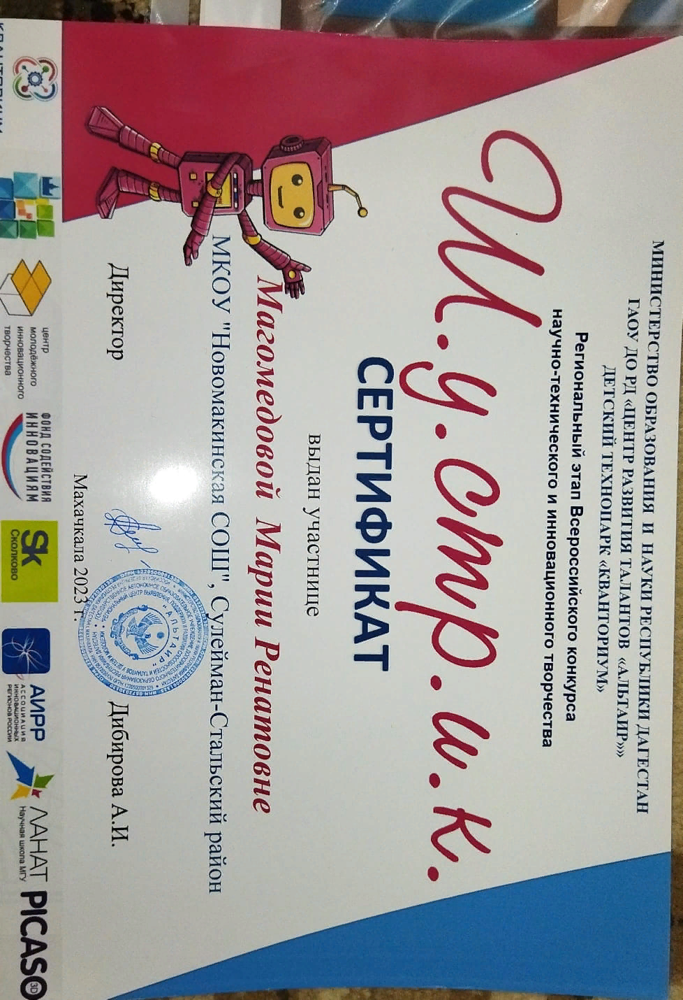 МИНИСТЕРСТВО ОБРАЗОВАНИЯ И НАУКИ РЕСПУБЛИКИ ДАГЕСТАН
ГАОУ ДО РД «ЦЕНТР РАЗВИТИЯ ТАЛАНТОВ «АЛЬТАИР»»
ДЕТСКИЙ ТЕХНОПАРК «КВАНТОРИУМ»
Региональный этап Всероссийского конкурса
научно-технического и инновационного творчества
Ш.у.стр.и.к.
СЕРТИФИКАТ
выдан участнице
Магомедовой Марии Ренатовне
МКОУ "Новомакинская СОШ", Сулейман-Стальский район
Директор Дибирова А.И.
"АЛЬТАИР"
Махачкала 2023 г.
центр
молодёжного
инновационного
творчества
ФОНД СОДЕЙСТВИЯ
ИННОВАЦИЯМ
Sk
Сколково
АИРР
АССОЦИАЦИЯ
ИННОВАЦИОННЫХ
РЕГИОНОВ РОССИИ
ЛАНАТ
Научная школа МГУ
PICASO
3D